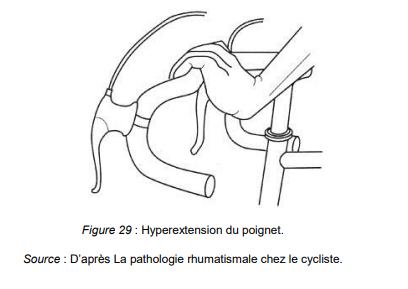 Figure 29 : Hyperextension du poignet.
Source : D'après La pathologie rhumatismale chez le cycliste.